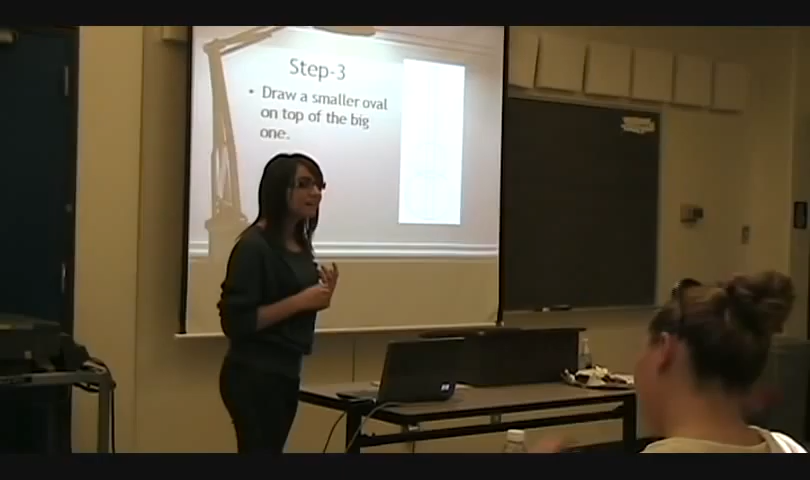 Step-3
• Draw a smaller oval
on top of the big
one.